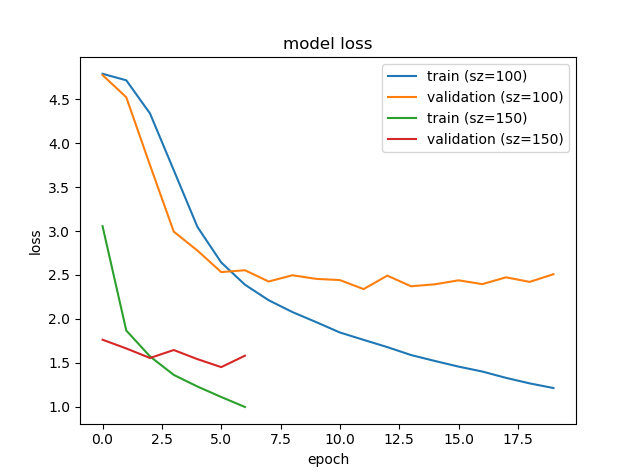 model loss
train (sz=100)
validation (sz=100)
train (sz=150)
validation (sz=150)
loss
4.5
4.0
3.5
3.0
2.5
2.0
1.5
1.0
0.0 2.5 5.0 7.5 10.0 12.5 15.0 17.5
epoch